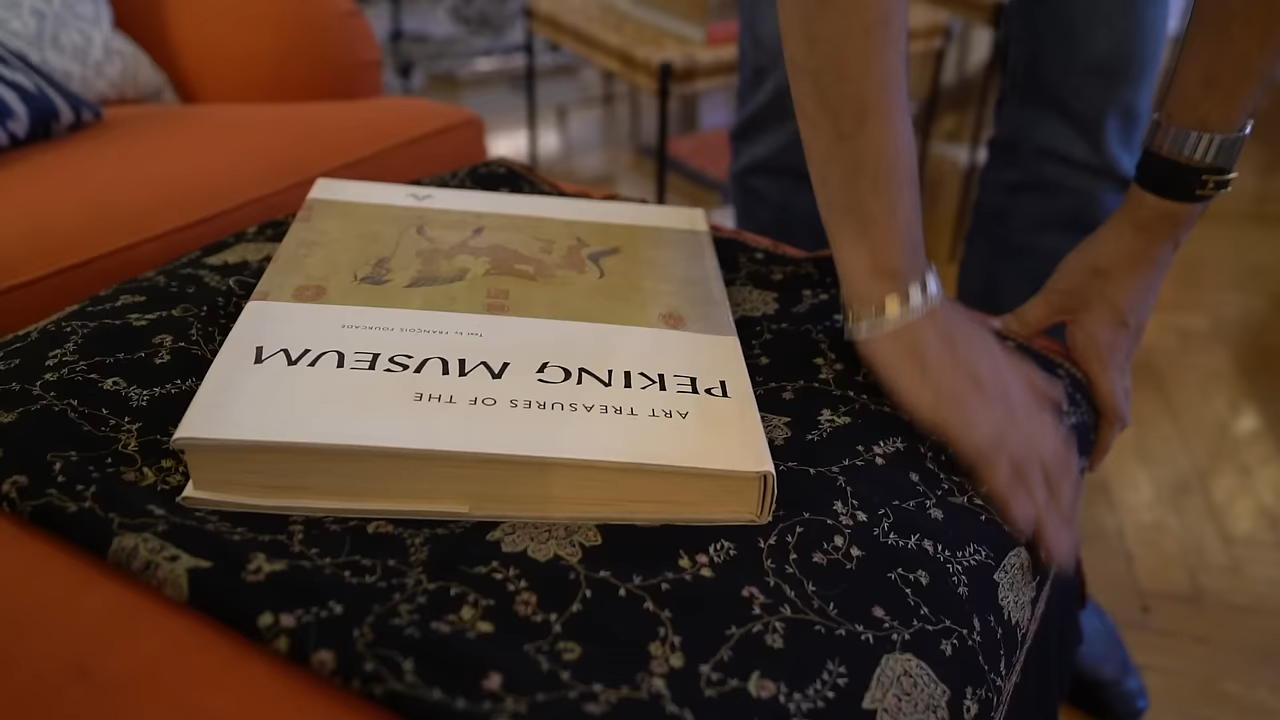 ART TREASURES OF THE
PEKING MUSEUM
Text by FRANÇOIS FOURCADE